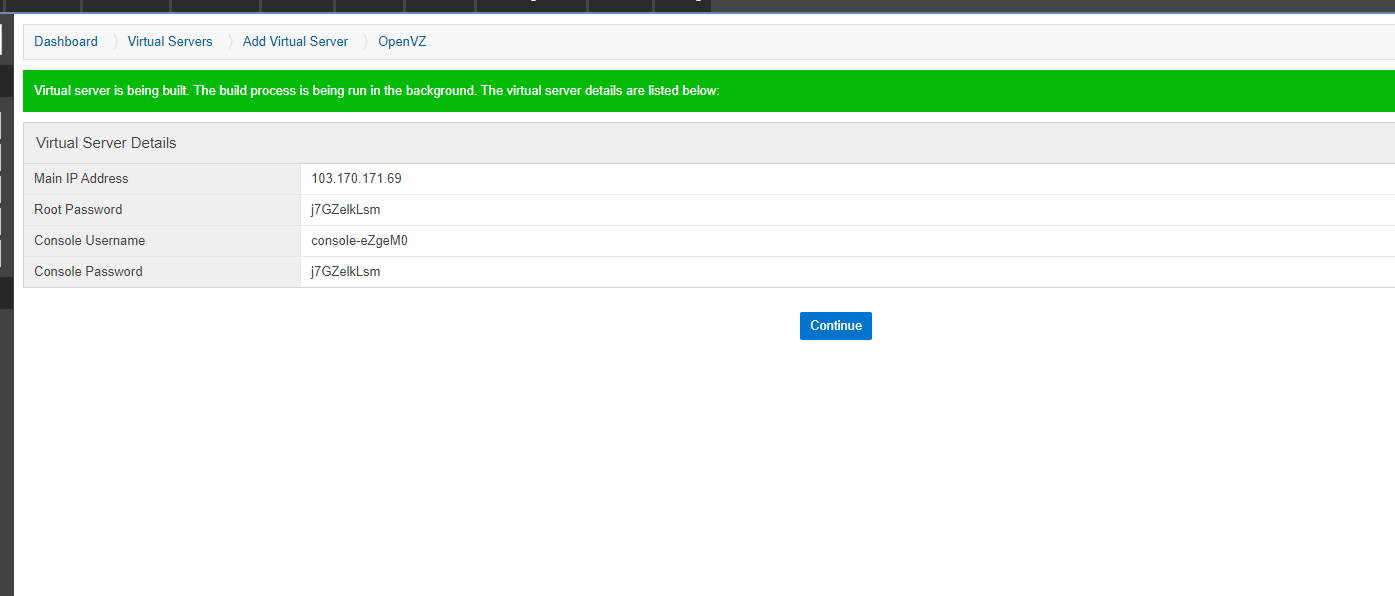 Dashboard Virtual Servers Add Virtual Server OpenVZ
Virtual server is being built. The build process is being run in the background. The virtual server details are listed below:
Virtual Server Details
Main IP Address 103.170.171.69
Root Password j7GZelkLsm
Console Username console-eZgeM0
Console Password j7GZelkLsm
Continue